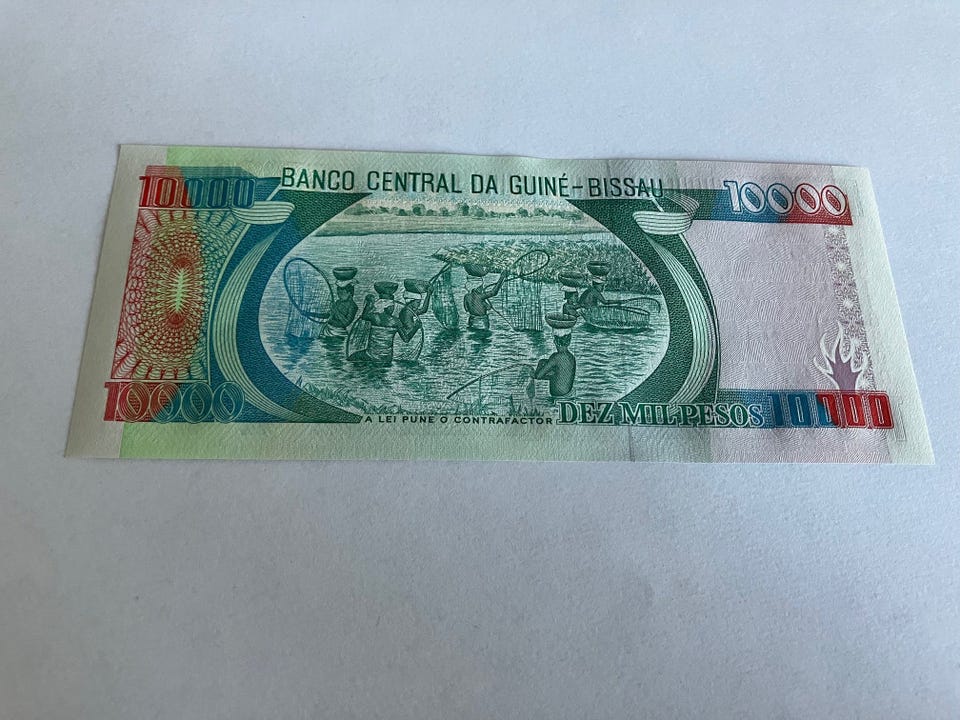 10000 BANCO CENTRAL DA GUINÉ-BISSAU 10000
10000 A LEI PUNE O CONTRAFACTOR DEZ MIL PESOS 10000